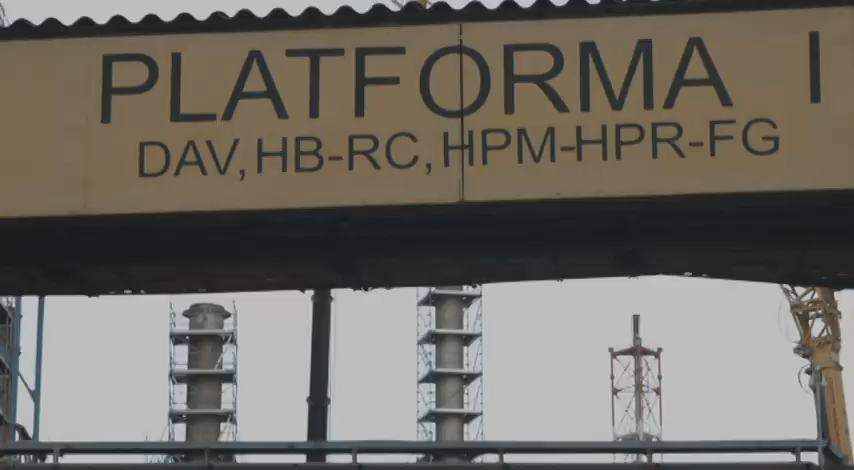 PLATFORMA I
DAV, HB-RC, HPM-HPR-FG